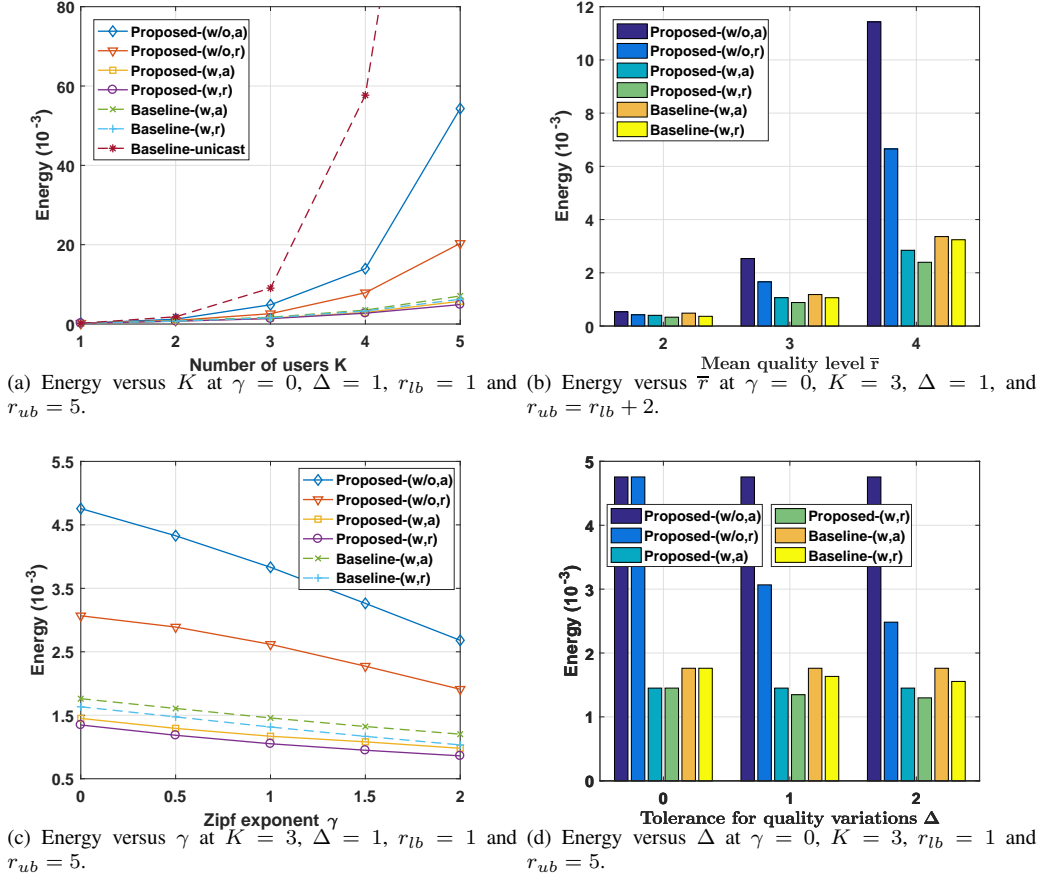 80
60
40
20
0
Energy (10⁻³)
Proposed-(w/o,a)
Proposed-(w/o,r)
Proposed-(w,a)
Proposed-(w,r)
Baseline-(w,a)
Baseline-(w,r)
Baseline-unicast
1 2 3 4 5
Number of users K
(a) Energy versus K at γ = 0, Δ = 1, r_lb = 1 and
r_ub = 5.
12
10
8
6
4
2
0
Energy (10⁻³)
Proposed-(w/o,a)
Proposed-(w/o,r)
Proposed-(w,a)
Proposed-(w,r)
Baseline-(w,a)
Baseline-(w,r)
2 3 4
Mean quality level r̅
(b) Energy versus r̅ at γ = 0, K = 3, Δ = 1, and
r_ub = r_lb + 2.
5.5
4.5
3.5
2.5
1.5
0.5
Energy (10⁻³)
Proposed-(w/o,a)
Proposed-(w/o,r)
Proposed-(w,a)
Proposed-(w,r)
Baseline-(w,a)
Baseline-(w,r)
0 0.5 1 1.5 2
Zipf exponent γ
(c) Energy versus γ at K = 3, Δ = 1, r_lb = 1 and
r_ub = 5.
5
4
3
2
1
0
Energy (10⁻³)
Proposed-(w/o,a)
Proposed-(w/o,r)
Proposed-(w,a)
Proposed-(w,r)
Baseline-(w,a)
Baseline-(w,r)
0 1 2
Tolerance for quality variations Δ
(d) Energy versus Δ at γ = 0, K = 3, r_lb = 1 and
r_ub = 5.